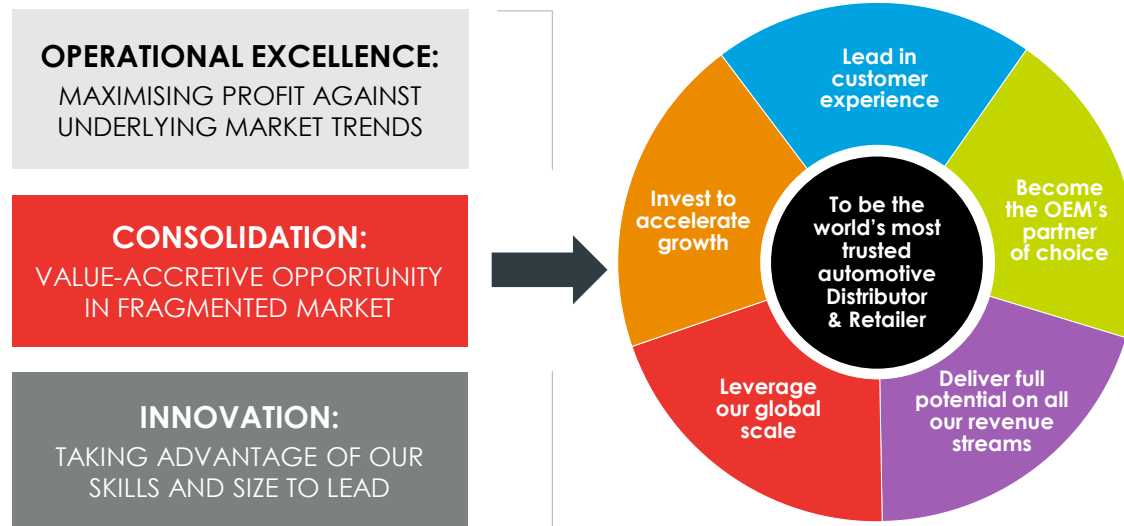 OPERATIONAL EXCELLENCE:
MAXIMISING PROFIT AGAINST
UNDERLYING MARKET TRENDS
CONSOLIDATION:
VALUE-ACCRETIVE OPPORTUNITY
IN FRAGMENTED MARKET
INNOVATION:
TAKING ADVANTAGE OF OUR
SKILLS AND SIZE TO LEAD
Lead in
customer
experience
Become
the OEM’s
partner
of choice
Deliver full
potential on all
our revenue
streams
Leverage
our global
scale
Invest to
accelerate
growth
To be the
world’s most
trusted
automotive
Distributor
& Retailer